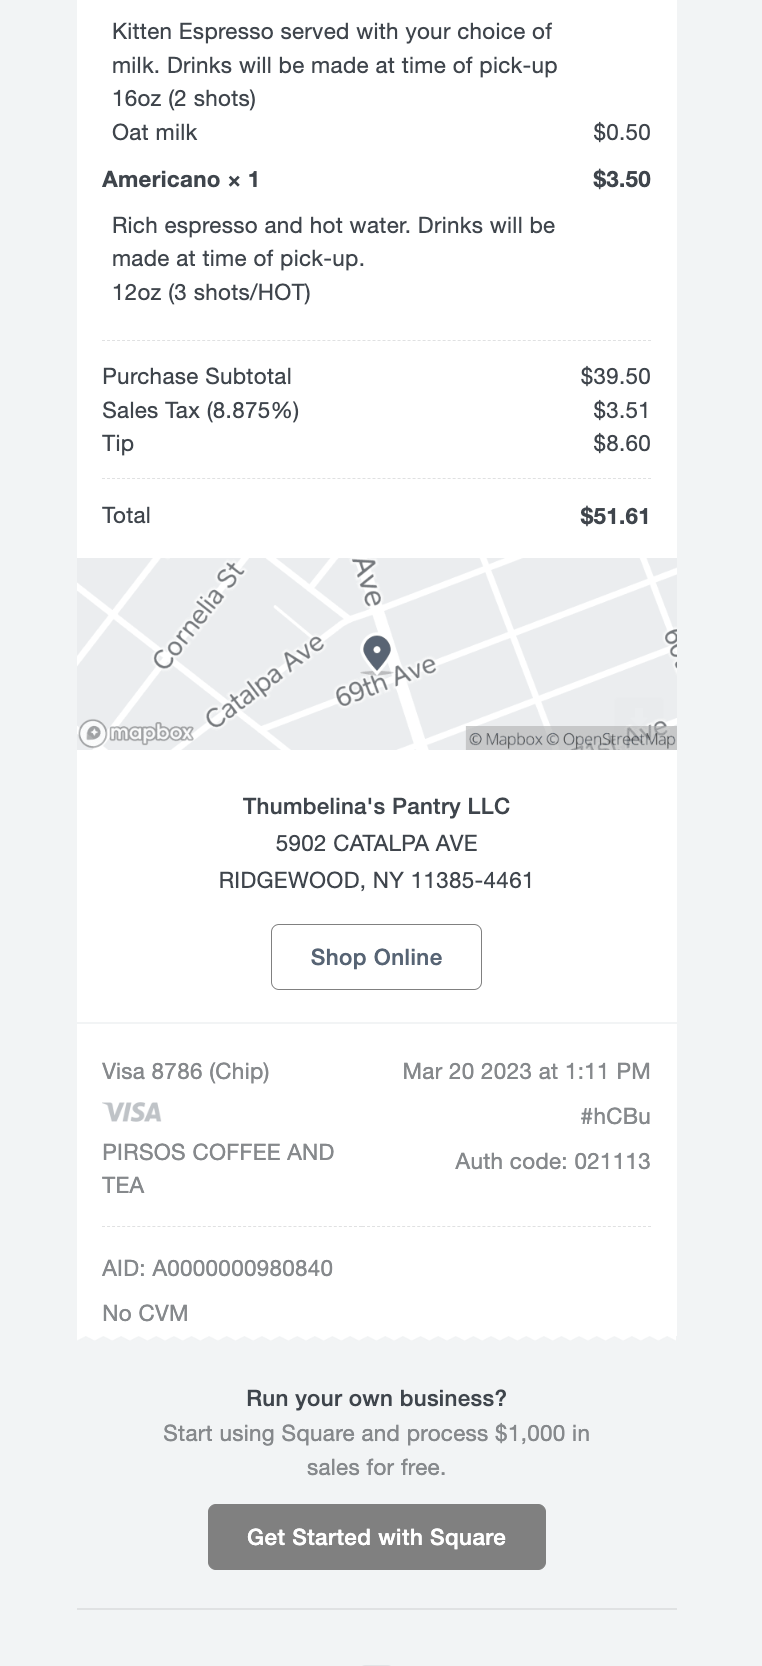 Kitten Espresso served with your choice of
milk. Drinks will be made at time of pick-up
16oz (2 shots)
Oat milk $0.50
Americano × 1 $3.50
Rich espresso and hot water. Drinks will be
made at time of pick-up.
12oz (3 shots/HOT)
Purchase Subtotal $39.50
Sales Tax (8.875%) $3.51
Tip $8.60
Total $51.61
Cornelia St
Ave
Catalpa Ave
69th Ave
mapbox
© Mapbox © OpenStreetMap
Thumbelina's Pantry LLC
5902 CATALPA AVE
RIDGEWOOD, NY 11385-4461
Shop Online
Visa 8786 (Chip) Mar 20 2023 at 1:11 PM
VISA #hCBu
PIRSOS COFFEE AND
TEA
Auth code: 021113
AID: A0000000980840
No CVM
Run your own business?
Start using Square and process $1,000 in
sales for free.
Get Started with Square